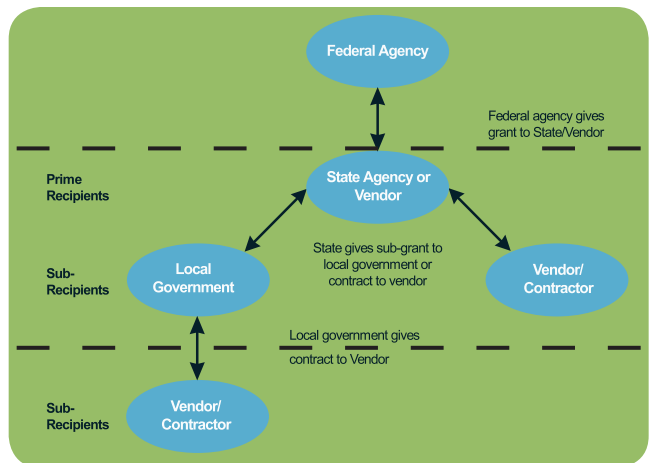 Federal Agency
Federal agency gives
grant to State/Vendor
Prime
Recipients
State Agency or
Vendor
State gives sub-grant to
local government or
contract to vendor
Sub-
Recipients
Local
Government
Vendor/
Contractor
Local government gives
contract to Vendor
Sub-
Recipients
Vendor/
Contractor